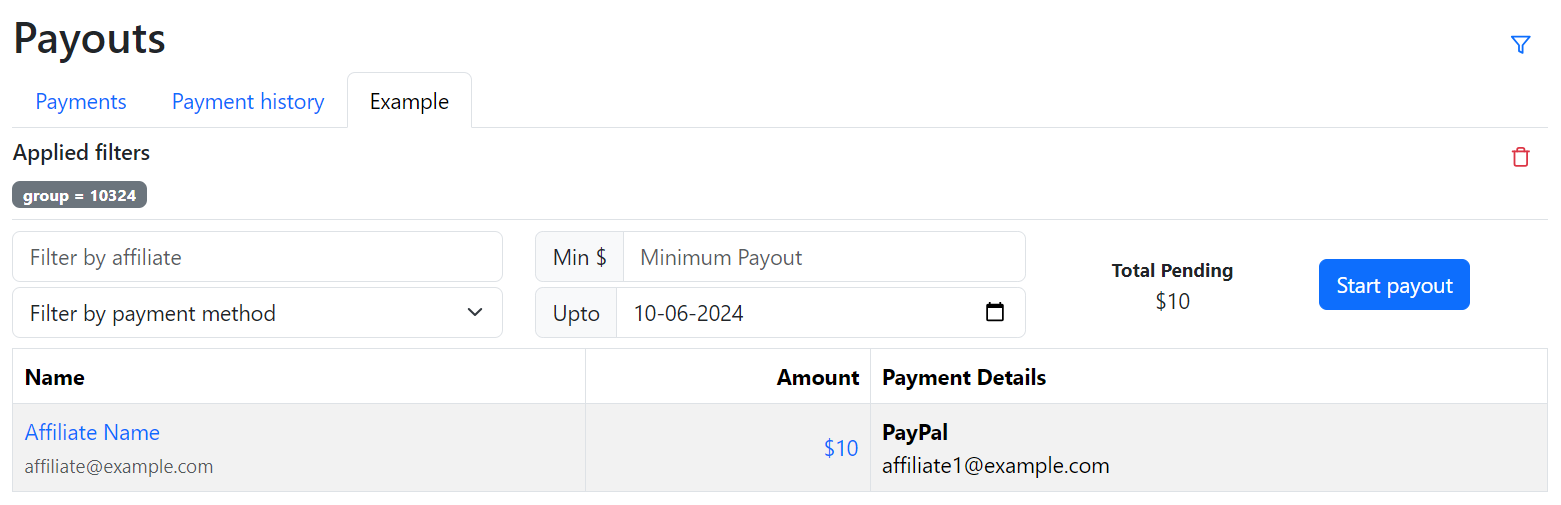 Payouts
Payments Payment history Example
Applied filters
group = 10324
Filter by affiliate Min $ Minimum Payout
Total Pending
$10
Start payout
Filter by payment method Upto 10-06-2024
Name Amount Payment Details
Affiliate Name
affiliate@example.com
$10
PayPal
affiliate1@example.com